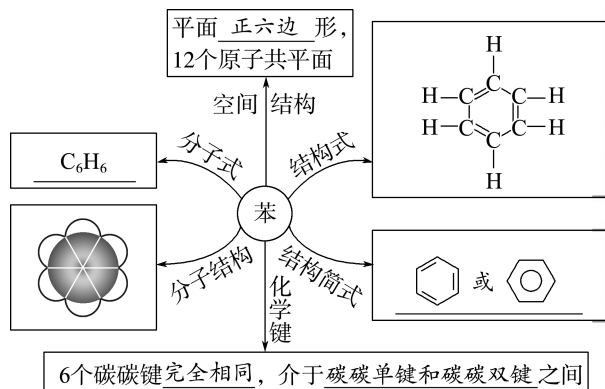 平面 正六边 形，
12个原子共平面
空间 结构
分子式
结构式
C₆H₆
H
H C H
C C
C C
H C H
H
苯
分子结构
化学键
结构简式
或
6个碳碳键完全相同，介于碳碳单键和碳碳双键之间